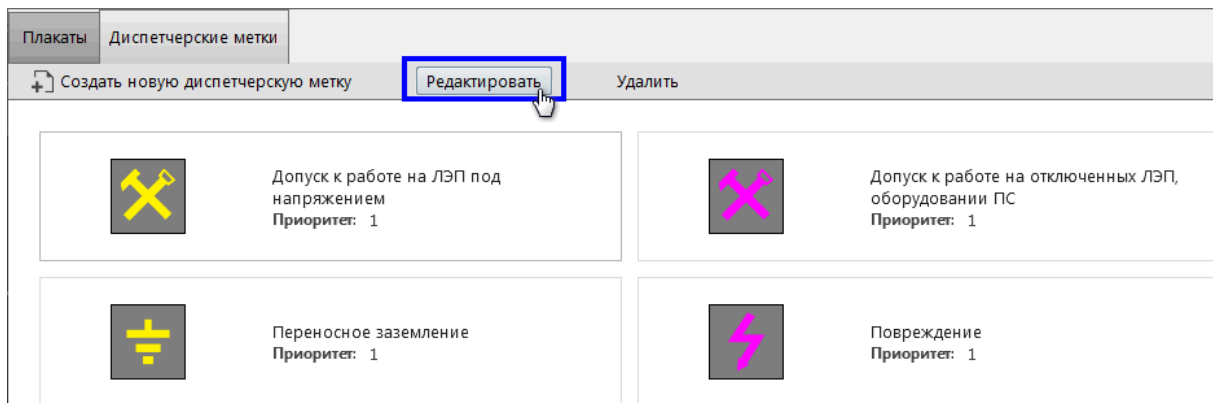 Плакаты Диспетчерские метки
Создать новую диспетчерскую метку Редактировать Удалить
Допуск к работе на ЛЭП под
напряжением
Приоритет: 1
Допуск к работе на отключенных ЛЭП,
оборудовании ПС
Приоритет: 1
Переносное заземление
Приоритет: 1
Повреждение
Приоритет: 1